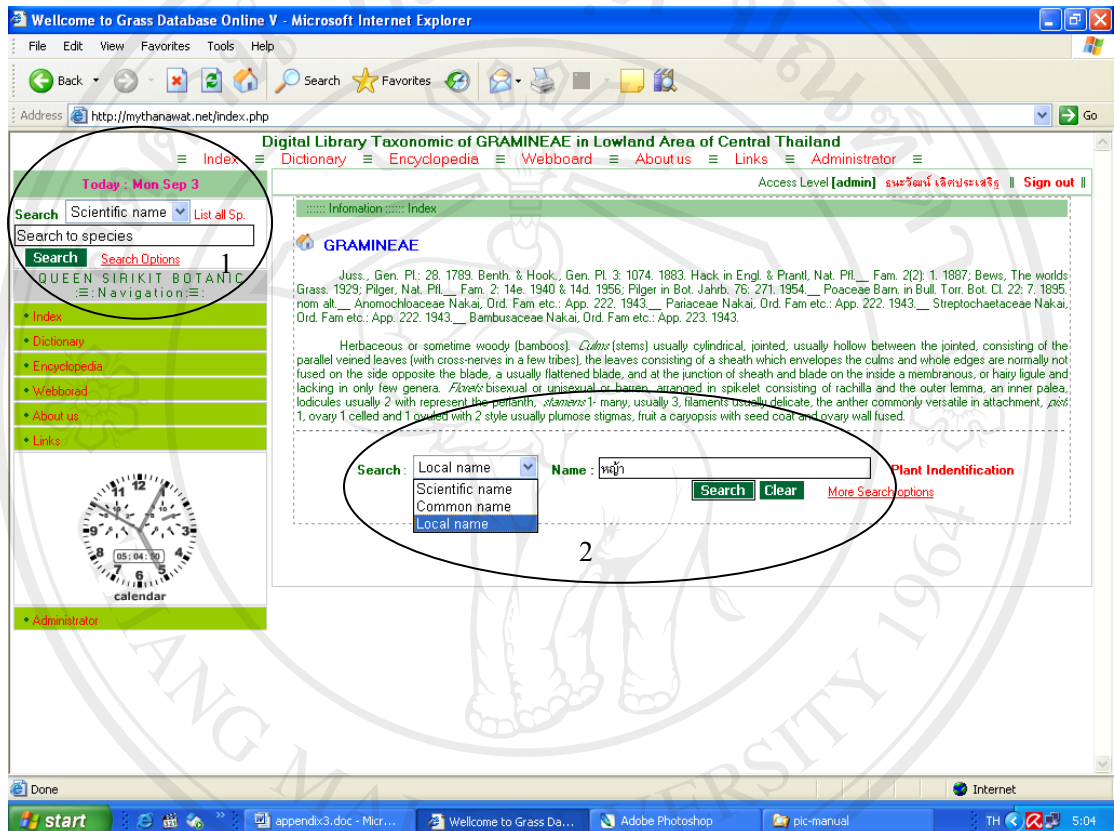 Wellcome to Grass Database Online V - Microsoft Internet Explorer
File Edit View Favorites Tools Help
Back Search Favorites
Address http://mythanawat.net/index.php Go
Digital Library Taxonomic of GRAMINEAE in Lowland Area of Central Thailand
≡ Index ≡ Dictionary ≡ Encyclopedia ≡ Webboard ≡ About us ≡ Links ≡ Administrator ≡
Today : Mon Sep 3
Access Level [admin] ธนะวัฒน์ เลิศประเสริฐ || Sign out ||
Search Scientific name List all Sp.
Search to species
Search Search Options
1
QUEEN SIRIKIT BOTANIC
:≡:Navigation:≡:
• Index
• Dictionary
• Encyclopedia
• Webborad
• About us
• Links
11 12 1
10 2
9 3
8 05:04:50 4
7 6 5
calendar
• Administrator
:::::: Infomation :::::: Index
GRAMINEAE
Juss., Gen. Pl.: 28. 1789. Benth. & Hook., Gen. Pl. 3: 1074. 1883. Hack in Engl. & Prantl, Nat. Pfl.__ Fam. 2(2): 1. 1887; Bews, The worlds
Grass. 1929; Pilger, Nat. Pfl.__ Fam. 2: 14e. 1940 & 14d. 1956; Pilger in Bot. Jahrb. 76: 271. 1954.__ Poaceae Barn. in Bull. Torr. Bot. Cl. 22: 7. 1895.
nom alt.__ Anomochloaceae Nakai, Ord. Fam etc.: App. 222. 1943.__ Pariaceae Nakai, Ord. Fam etc.: App. 222. 1943.__ Streptochaetaceae Nakai,
Ord. Fam etc.: App. 222. 1943.__ Bambusaceae Nakai, Ord. Fam etc.: App. 223. 1943.
Herbaceous or sometime woody (bamboos). Culms (stems) usually cylindrical, jointed, usually hollow between the jointed, consisting of the
parallel veined leaves (with cross-nerves in a few tribes), the leaves consisting of a sheath which envelopes the culms and whole edges are normally not
fused on the side opposite the blade, a usually flattened blade, and at the junction of sheath and blade on the inside a membranous, or hairy ligule and
lacking in only few genera. Florets bisexual or unisexual or barren, arranged in spikelet consisting of rachilla and the outer lemma, an inner palea,
lodicules usually 2 with represent the perianth, stamens 1- many, usually 3, filaments usually delicate, the anther commonly versatile in attachment, pisti
1, ovary 1 celled and 1 ovuled with 2 style usually plumose stigmas, fruit a caryopsis with seed coat and ovary wall fused.
Search : Local name Name : หญ้า Plant Indentification
Scientific name
Common name
Local name
Search Clear More Search options
2
Done Internet
start appendix3.doc - Micr... Wellcome to Grass Da... Adobe Photoshop pic-manual TH 5:04